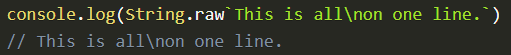 console.log(String.raw`This is all\non one line.`)
// This is all\non one line.